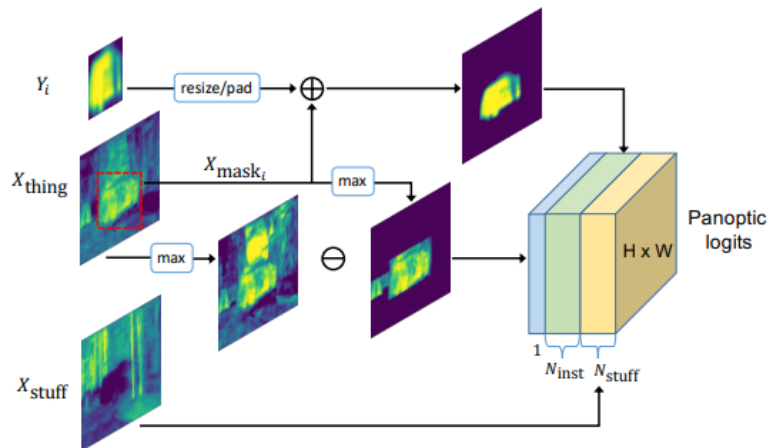 Y_i
resize/pad
⊕
X_thing
X_mask_i
max
max
⊖
X_stuff
H x W
Panoptic
logits
1
N_inst
N_stuff